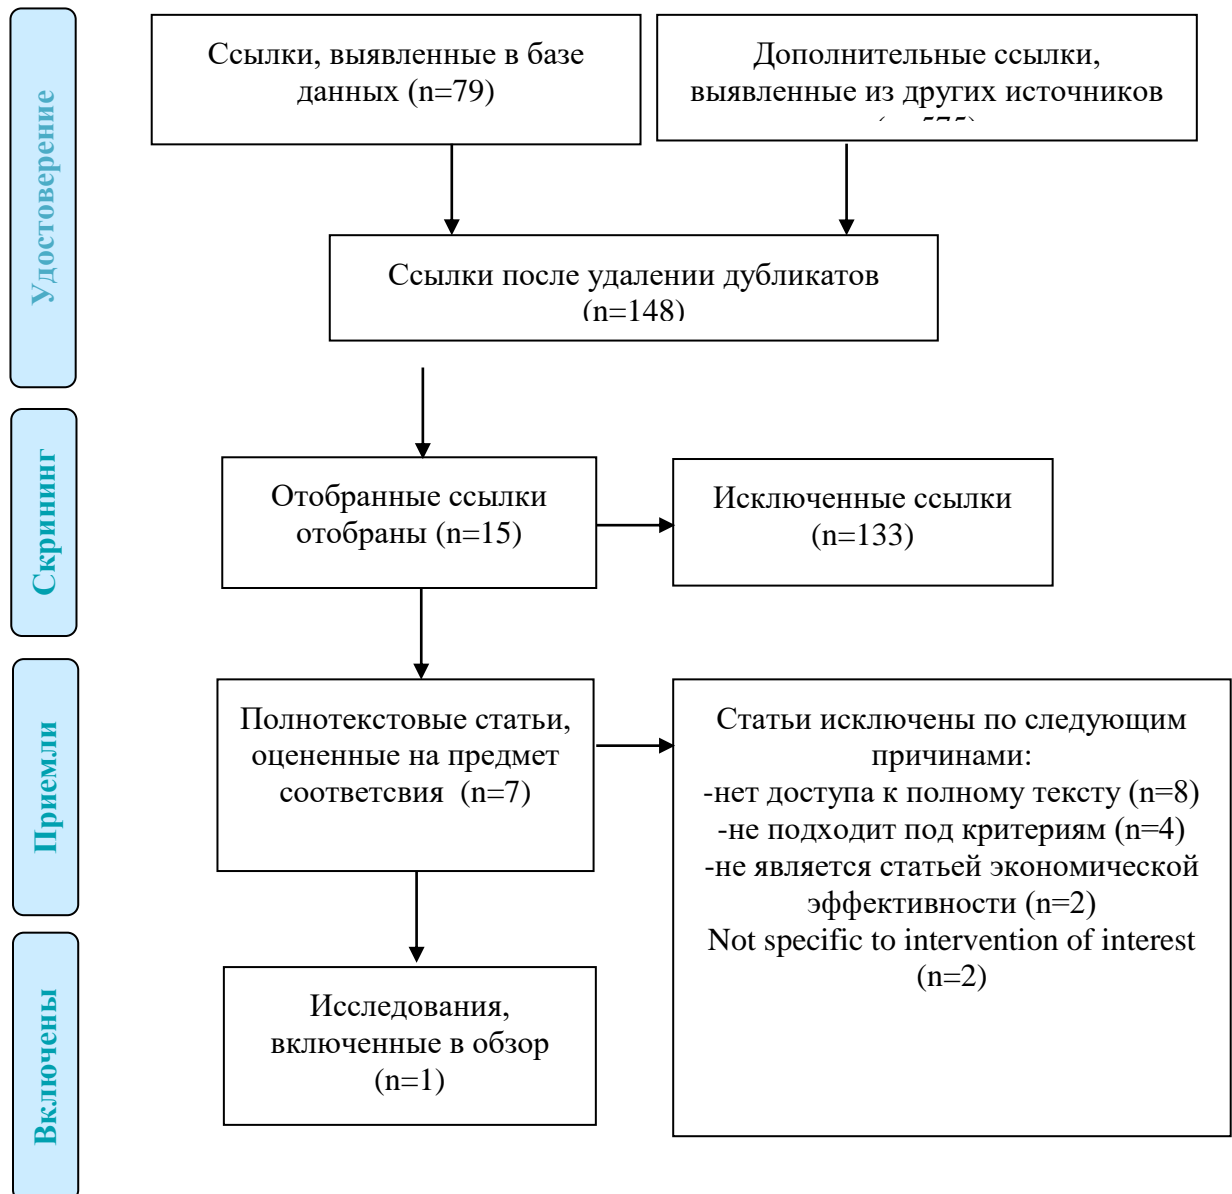 Удостоверение
Ссылки, выявленные в базе
данных (n=79)
Дополнительные ссылки,
выявленные из других источников
Ссылки после удалении дубликатов
(n=148)
Скрининг
Отобранные ссылки
отобраны (n=15)
Исключенные ссылки
(n=133)
Приемли
Полнотекстовые статьи,
оцененные на предмет
соответсвия (n=7)
Статьи исключены по следующим
причинам:
-нет доступа к полному тексту (n=8)
-не подходит под критериям (n=4)
-не является статьей экономической
эффективности (n=2)
Not specific to intervention of interest
(n=2)
Включены
Исследования,
включенные в обзор
(n=1)